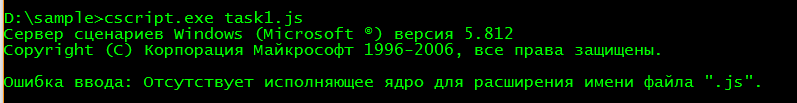 D:\sample>cscript.exe task1.js
Сервер сценариев Windows (Microsoft ®) версия 5.812
Copyright (C) Корпорация Майкрософт 1996-2006, все права защищены.
Ошибка ввода: Отсутствует исполняющее ядро для расширения имени файла ".js".